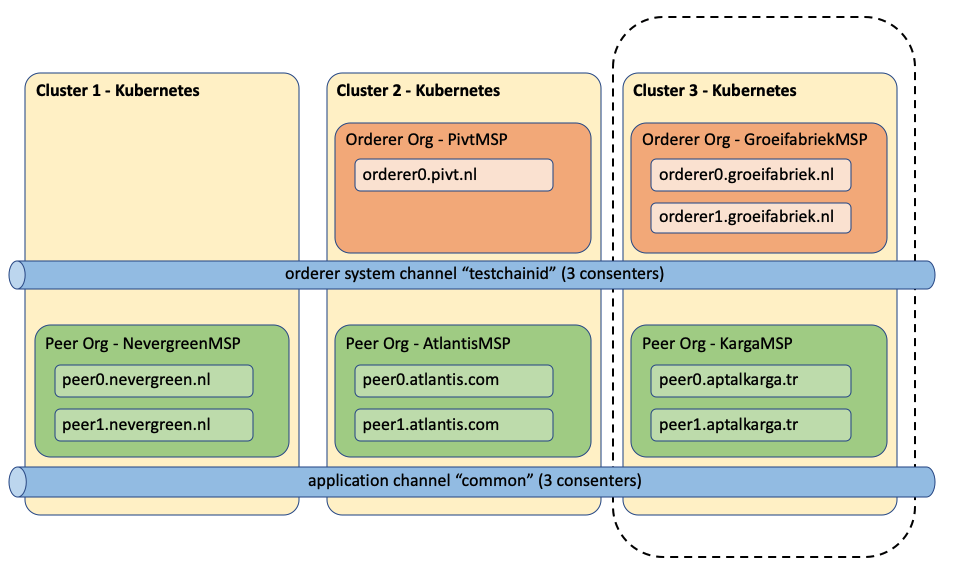 Cluster 1 - Kubernetes
Cluster 2 - Kubernetes
Cluster 3 - Kubernetes
Orderer Org - PivtMSP
orderer0.pivt.nl
Orderer Org - GroeifabriekMSP
orderer0.groeifabriek.nl
orderer1.groeifabriek.nl
orderer system channel “testchainid” (3 consenters)
Peer Org - NevergreenMSP
peer0.nevergreen.nl
peer1.nevergreen.nl
Peer Org - AtlantisMSP
peer0.atlantis.com
peer1.atlantis.com
Peer Org - KargaMSP
peer0.aptalkarga.tr
peer1.aptalkarga.tr
application channel “common” (3 consenters)